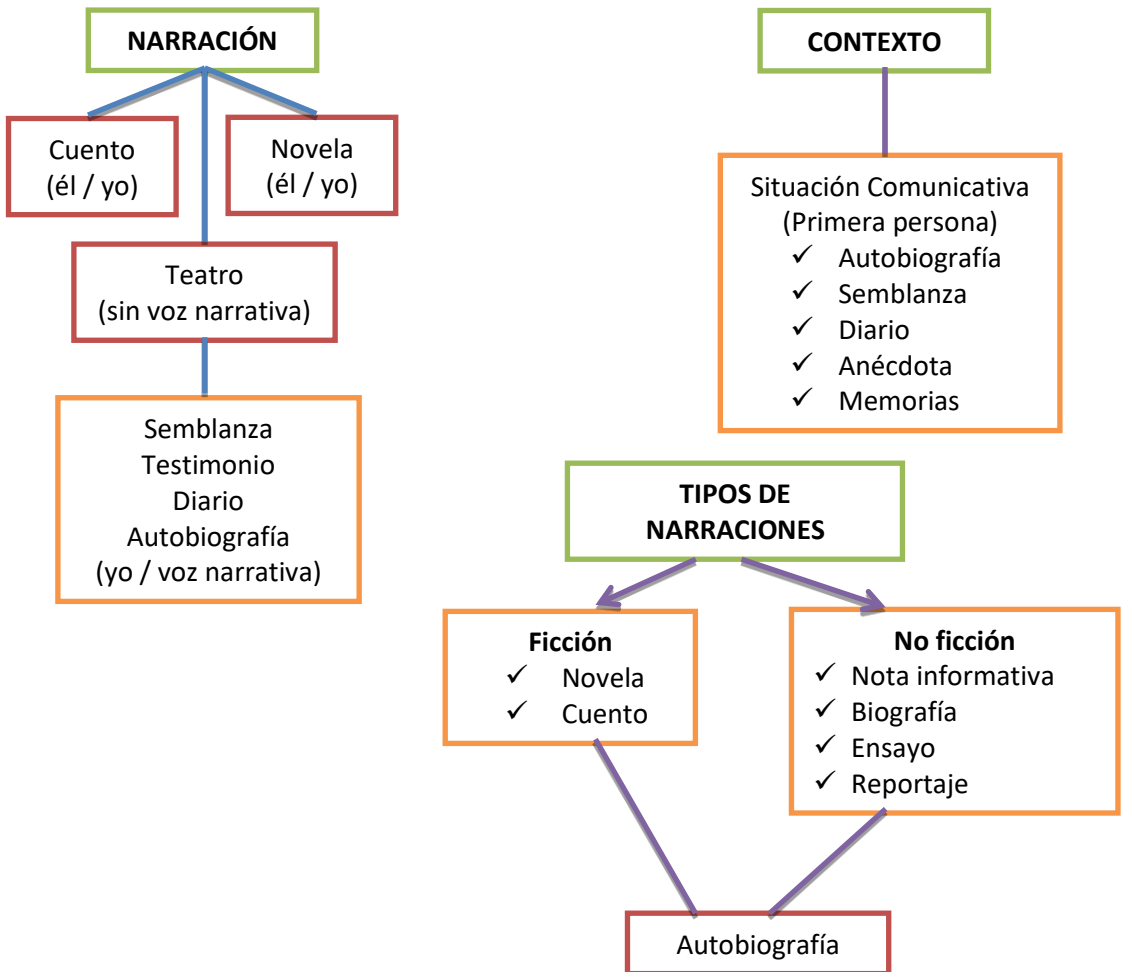 NARRACIÓN
Cuento
(él / yo)
Novela
(él / yo)
Teatro
(sin voz narrativa)
Semblanza
Testimonio
Diario
Autobiografía
(yo / voz narrativa)
CONTEXTO
Situación Comunicativa
(Primera persona)
✓ Autobiografía
✓ Semblanza
✓ Diario
✓ Anécdota
✓ Memorias
TIPOS DE
NARRACIONES
Ficción
✓ Novela
✓ Cuento
No ficción
✓ Nota informativa
✓ Biografía
✓ Ensayo
✓ Reportaje
Autobiografía